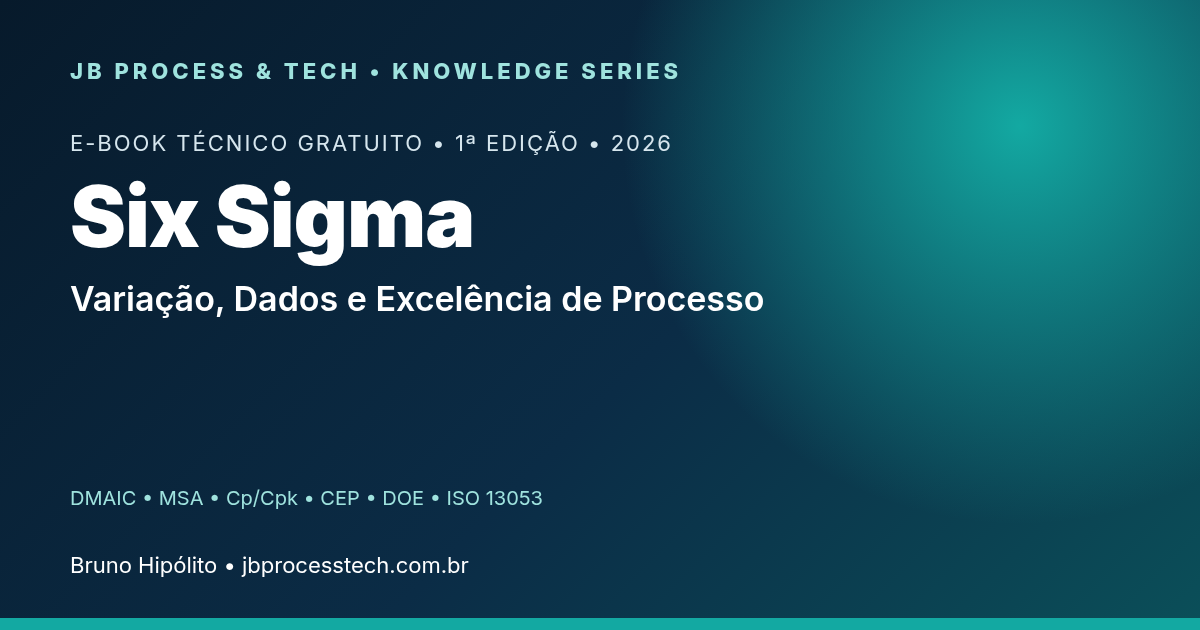 JB PROCESS & TECH • KNOWLEDGE SERIES
E-BOOK TÉCNICO GRATUITO • 1ª EDIÇÃO • 2026
Six Sigma
Variação, Dados e Excelência de Processo
DMAIC • MSA • Cp/Cpk • CEP • DOE • ISO 13053
Bruno Hipólito • jbprocesstech.com.br